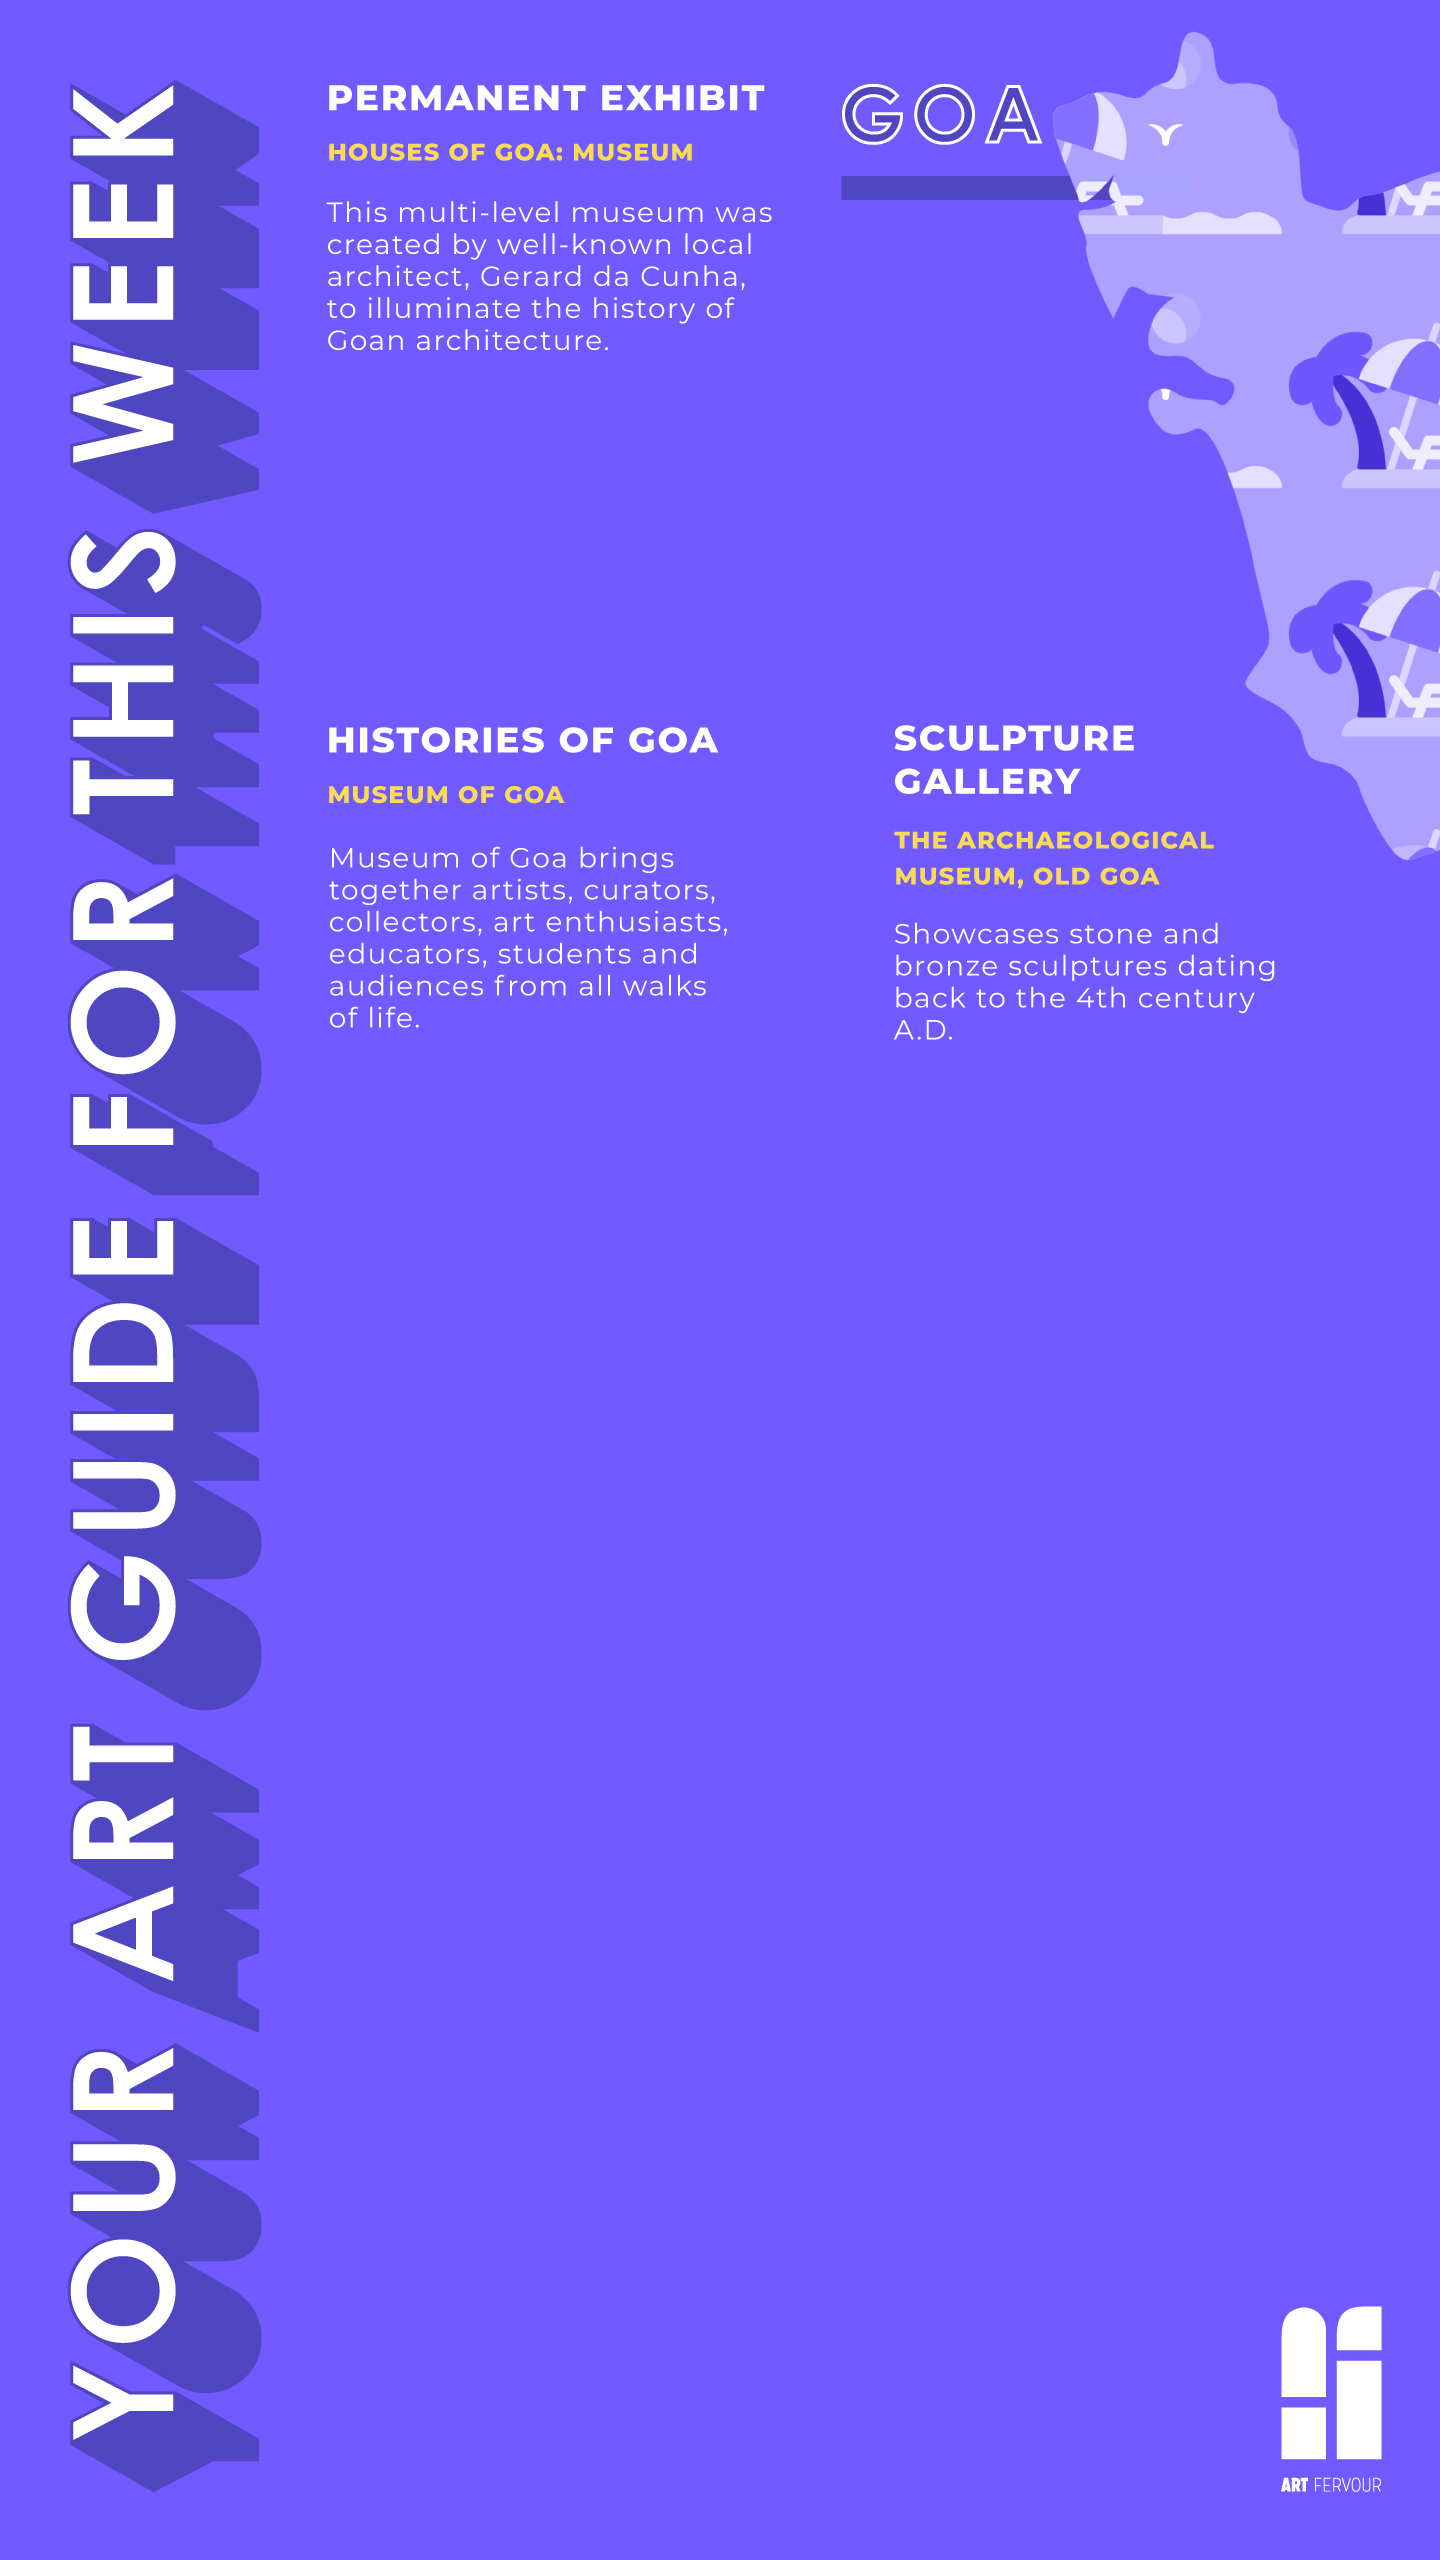 YOUR ART GUIDE FOR THIS WEEK
PERMANENT EXHIBIT
HOUSES OF GOA: MUSEUM
This multi-level museum was
created by well-known local
architect, Gerard da Cunha,
to illuminate the history of
Goan architecture.
GOA
HISTORIES OF GOA
MUSEUM OF GOA
Museum of Goa brings
together artists, curators,
collectors, art enthusiasts,
educators, students and
audiences from all walks
of life.
SCULPTURE
GALLERY
THE ARCHAEOLOGICAL
MUSEUM, OLD GOA
Showcases stone and
bronze sculptures dating
back to the 4th century
A.D.
ART FERVOUR